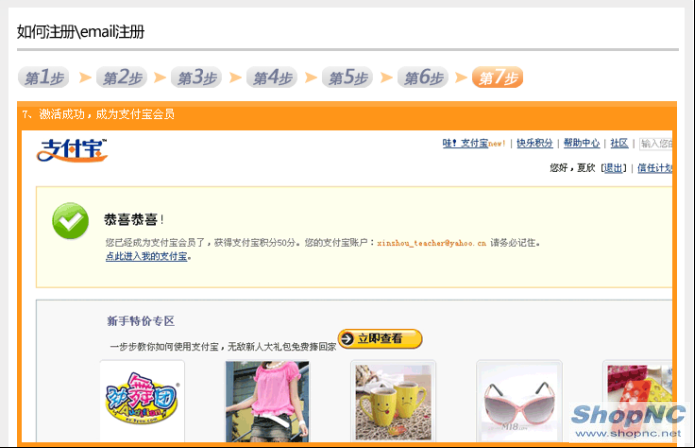 如何注册\email注册
第1步 第2步 第3步 第4步 第5步 第6步 第7步
7、激活成功，成为支付宝会员
支付宝
哇！支付宝new! | 快乐积分 | 帮助中心 | 社区 | 输入您
您好，夏欣 [退出] | 信任计划
恭喜恭喜！
您已经成为支付宝会员了，获得支付宝积分50分。您的支付宝账户：xinzhou_teacher@yahoo.cn 请务必记住。
点此进入我的支付宝。
新手特价专区
一步步教你如何使用支付宝，无敌新人大礼包免费捧回家 立即查看
劲舞团
Audition!
ShopNC
www.shopnc.net